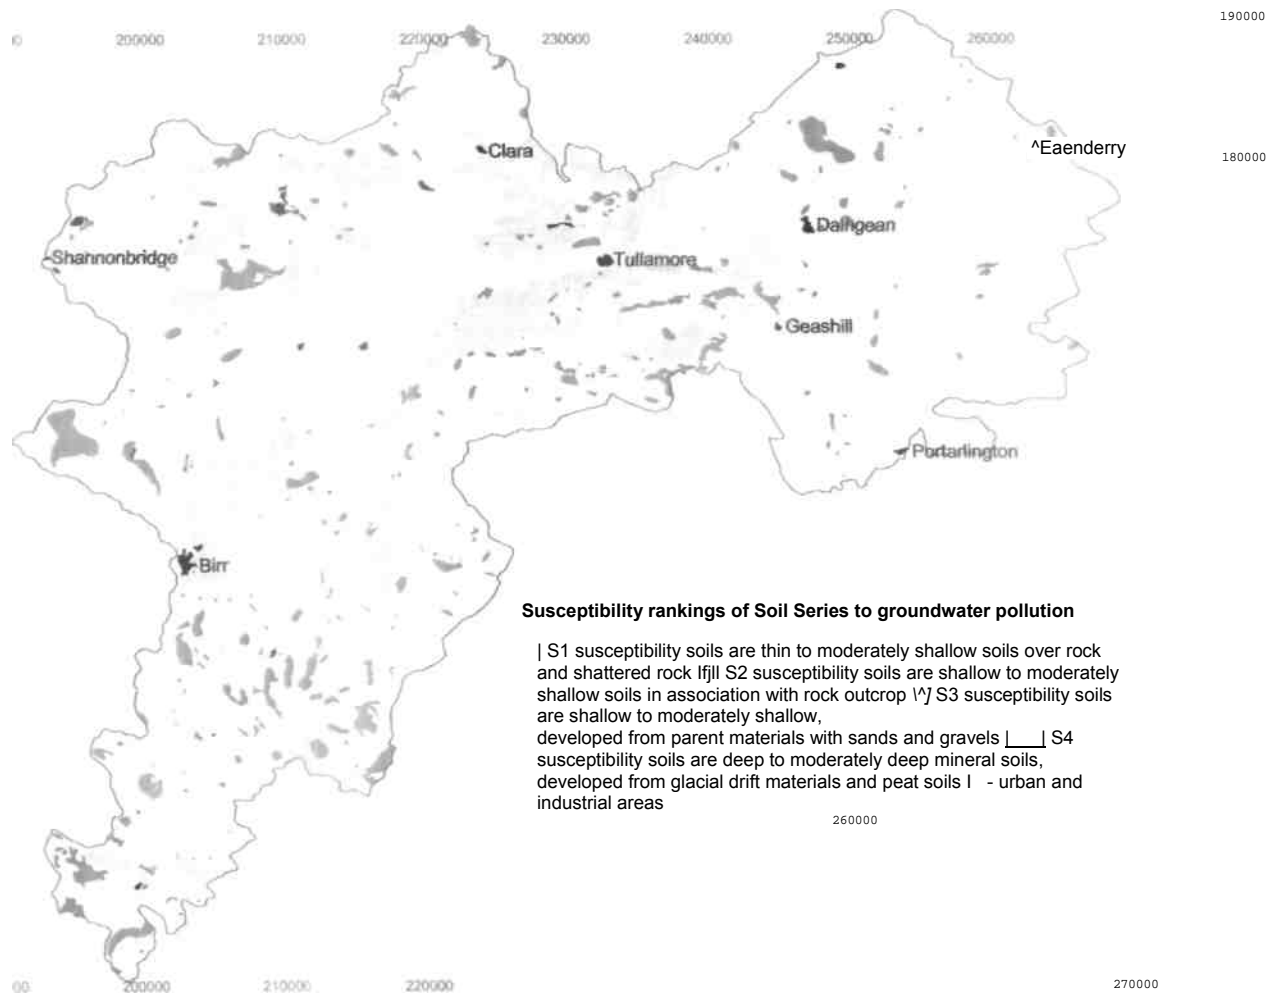 190000
00 200000 210000 220000 230000 240000 250000 260000
Clara
^Eaenderry
180000
Daingean
Shannonbridge
Tullamore
Geashill
Portarlington
Birr
Susceptibility rankings of Soil Series to groundwater pollution
| S1 susceptibility soils are thin to moderately shallow soils over rock
and shattered rock Ifjll S2 susceptibility soils are shallow to moderately
shallow soils in association with rock outcrop \^] S3 susceptibility soils
are shallow to moderately shallow,
developed from parent materials with sands and gravels |___| S4
susceptibility soils are deep to moderately deep mineral soils,
developed from glacial drift materials and peat soils I - urban and
industrial areas
260000
00 200000 210000 220000
270000